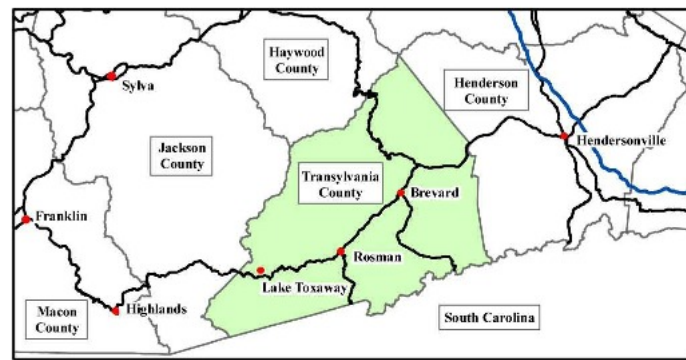 Haywood
County
Henderson
County
Sylva
Hendersonville
Jackson
County
Transylvania
County
Brevard
Franklin
Rosman
Lake Toxaway
Macon
County
Highlands
South Carolina